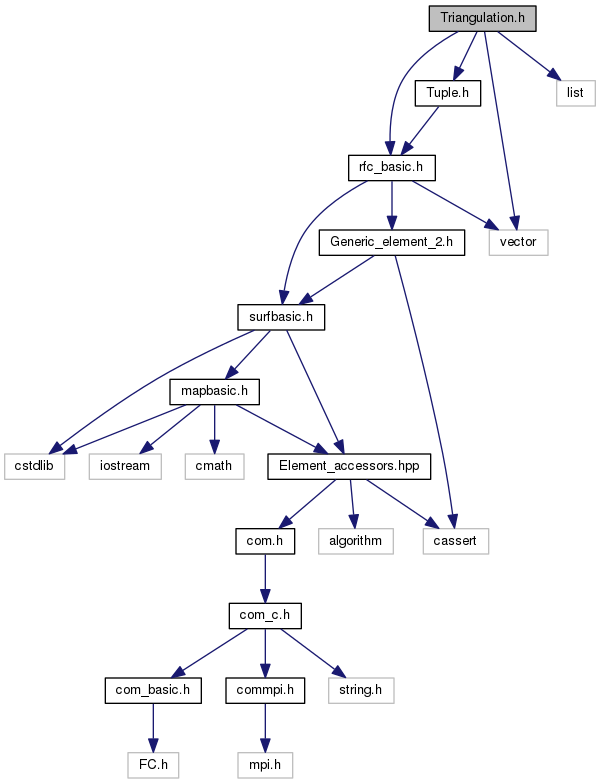 Triangulation.h
Tuple.h
list
rfc_basic.h
Generic_element_2.h
vector
surfbasic.h
mapbasic.h
cstdlib
iostream
cmath
Element_accessors.hpp
com.h
algorithm
cassert
com_c.h
com_basic.h
commpi.h
string.h
FC.h
mpi.h